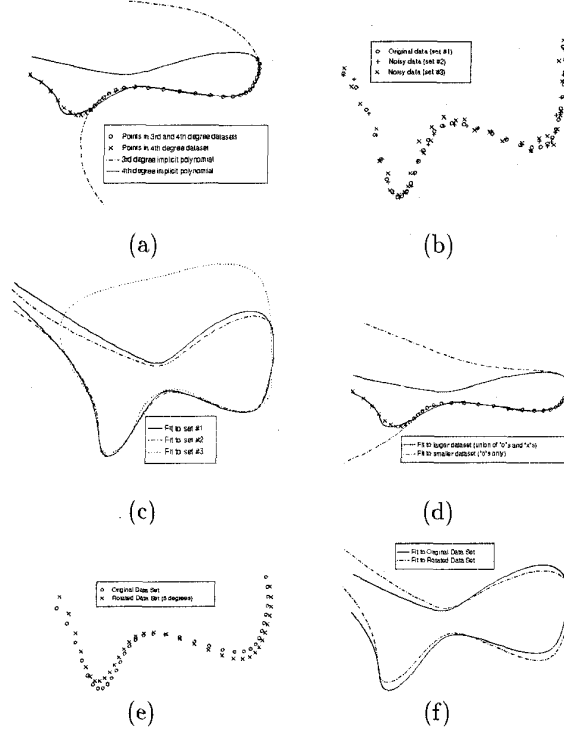 o Original data (set #1)
+ Noisy data (set #2)
x Noisy data (set #3)
o Points in 3rd and 4th degree datasets
x Points in 4th degree dataset
3rd degree implicit polynomial
4th degree implicit polynomial
(a)
(b)
Fit to set #1
Fit to set #2
Fit to set #3
Fit to larger dataset (union of "o"s and "x"s)
Fit to smaller dataset ("o"s only)
(c)
(d)
o Original Data Set
x Rotated Data Set (5 degrees)
Fit to Original Data Set
Fit to Rotated Data Set
(e)
(f)